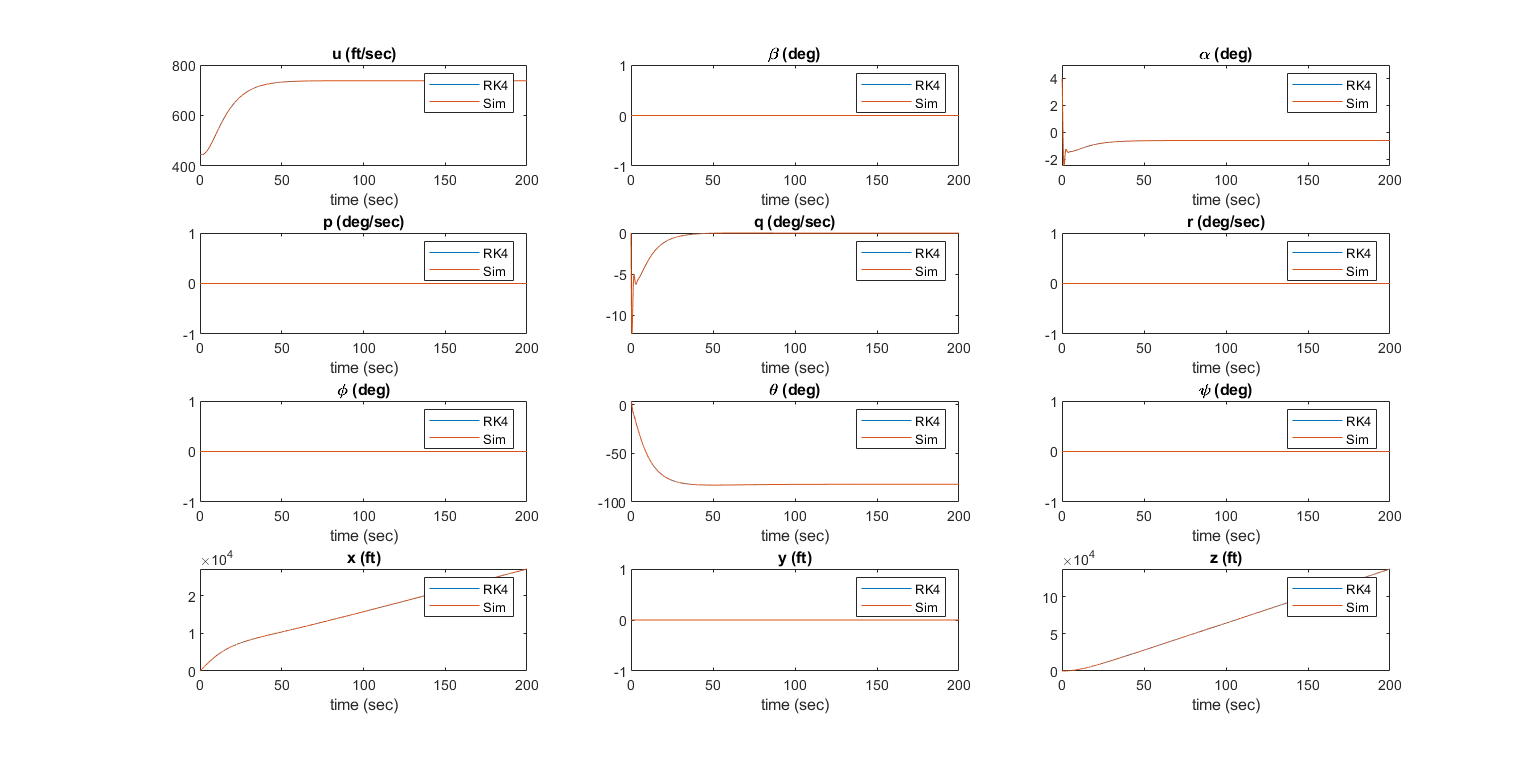 u (ft/sec)
800
600
400
0 50 100 150 200
time (sec)
RK4
Sim
β (deg)
1
0
-1
0 50 100 150 200
time (sec)
RK4
Sim
α (deg)
4
2
0
-2
0 50 100 150 200
time (sec)
RK4
Sim
p (deg/sec)
1
0
-1
0 50 100 150 200
time (sec)
RK4
Sim
q (deg/sec)
0
-5
-10
0 50 100 150 200
time (sec)
RK4
Sim
r (deg/sec)
1
0
-1
0 50 100 150 200
time (sec)
RK4
Sim
ϕ (deg)
1
0
-1
0 50 100 150 200
time (sec)
RK4
Sim
θ (deg)
0
-50
-100
0 50 100 150 200
time (sec)
RK4
Sim
ψ (deg)
1
0
-1
0 50 100 150 200
time (sec)
RK4
Sim
x (ft)
×10⁴
2
1
0
0 50 100 150 200
time (sec)
RK4
Sim
y (ft)
1
0
-1
0 50 100 150 200
time (sec)
RK4
Sim
z (ft)
×10⁴
10
5
0
0 50 100 150 200
time (sec)
RK4
Sim